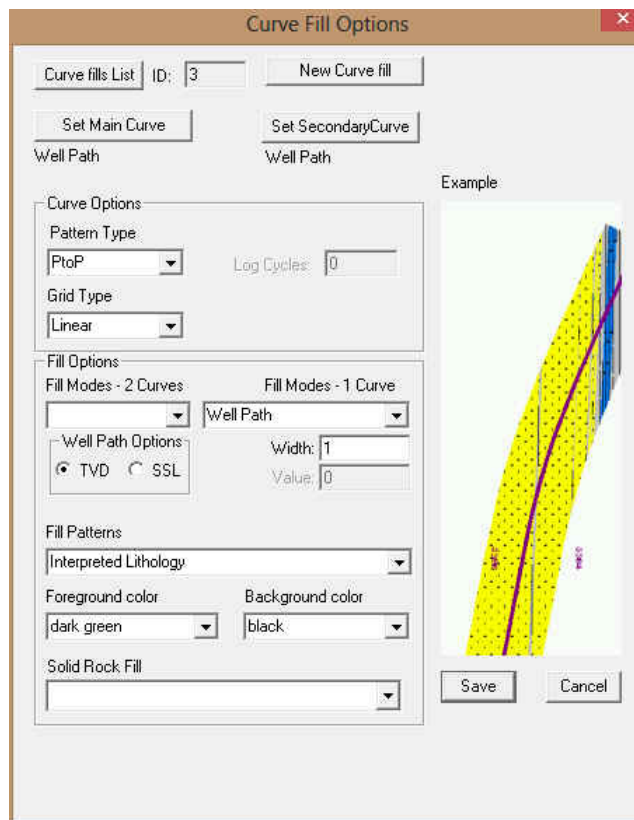 Curve Fill Options
Curve fills List ID: 3 New Curve fill
Set Main Curve Set SecondaryCurve
Well Path Well Path
Example
Curve Options
Pattern Type
PtoP Log Cycles: 0
Grid Type
Linear
Fill Options
Fill Modes - 2 Curves Fill Modes - 1 Curve
Well Path
Well Path Options Width: 1
TVD SSL Value: 0
Fill Patterns
Interpreted Lithology
Foreground color Background color
dark green black
Solid Rock Fill
Save Cancel